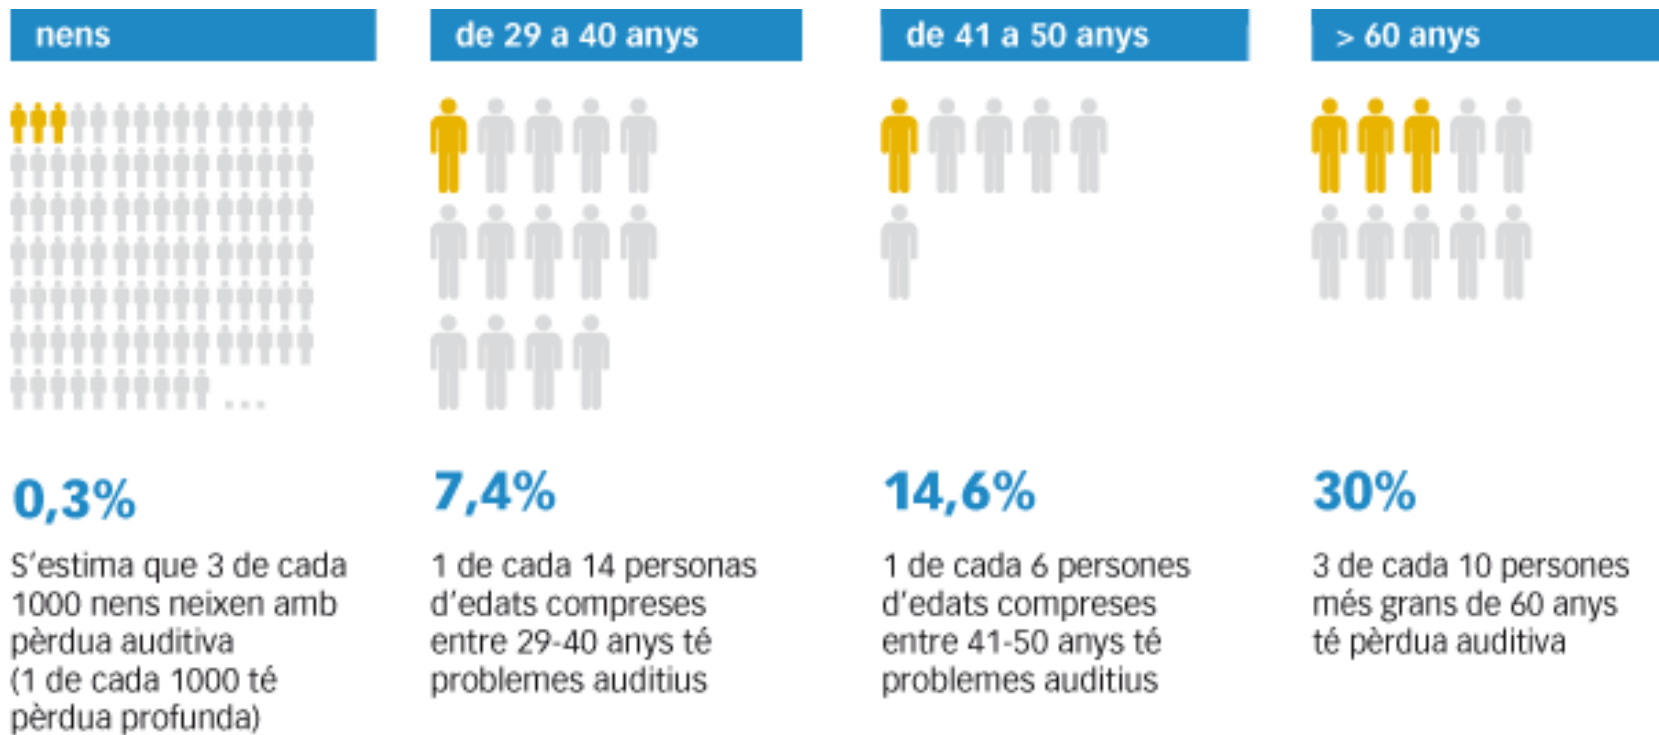 nens
0,3%
S'estima que 3 de cada
1000 nens neixen amb
pèrdua auditiva
(1 de cada 1000 té
pèrdua profunda)
de 29 a 40 anys
7,4%
1 de cada 14 personas
d'edats compreses
entre 29-40 anys té
problemes auditius
de 41 a 50 anys
14,6%
1 de cada 6 persones
d'edats compreses
entre 41-50 anys té
problemes auditius
> 60 anys
30%
3 de cada 10 persones
més grans de 60 anys
té pèrdua auditiva